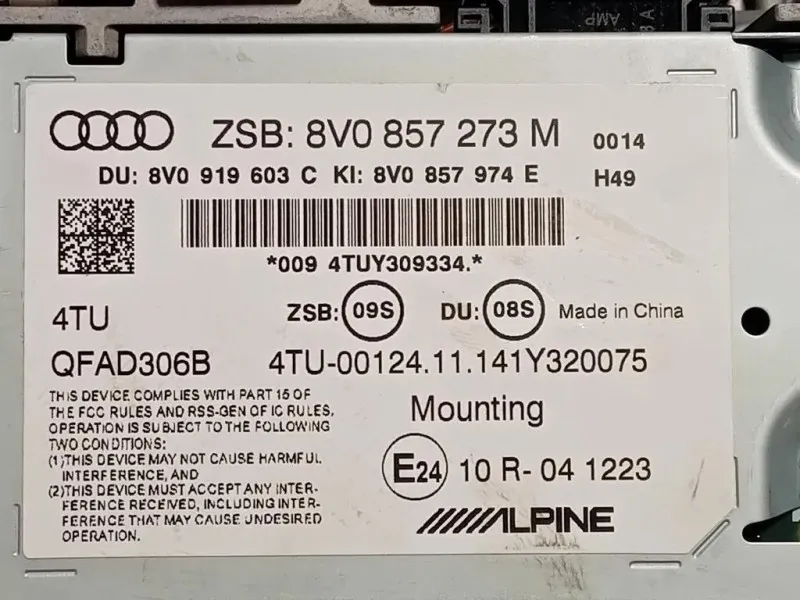 AMP
ZSB: 8V0 857 273 M 0014
DU: 8V0 919 603 C KI: 8V0 857 974 E H49
*009 4TUY309334.*
4TU ZSB: 09S DU: 08S Made in China
QFAD306B 4TU-00124.11.141Y320075
THIS DEVICE COMPLIES WITH PART 15 OF
THE FCC RULES AND RSS-GEN OF IC RULES.
OPERATION IS SUBJECT TO THE FOLLOWING
TWO CONDITIONS:
(1)THIS DEVICE MAY NOT CAUSE HARMFUL
INTERFERENCE, AND
(2)THIS DEVICE MUST ACCEPT ANY INTER-
FERENCE RECEIVED, INCLUDING INTER-
FERENCE THAT MAY CAUSE UNDESIRED
OPERATION.
Mounting
E24 10 R- 04 1223
ALPINE